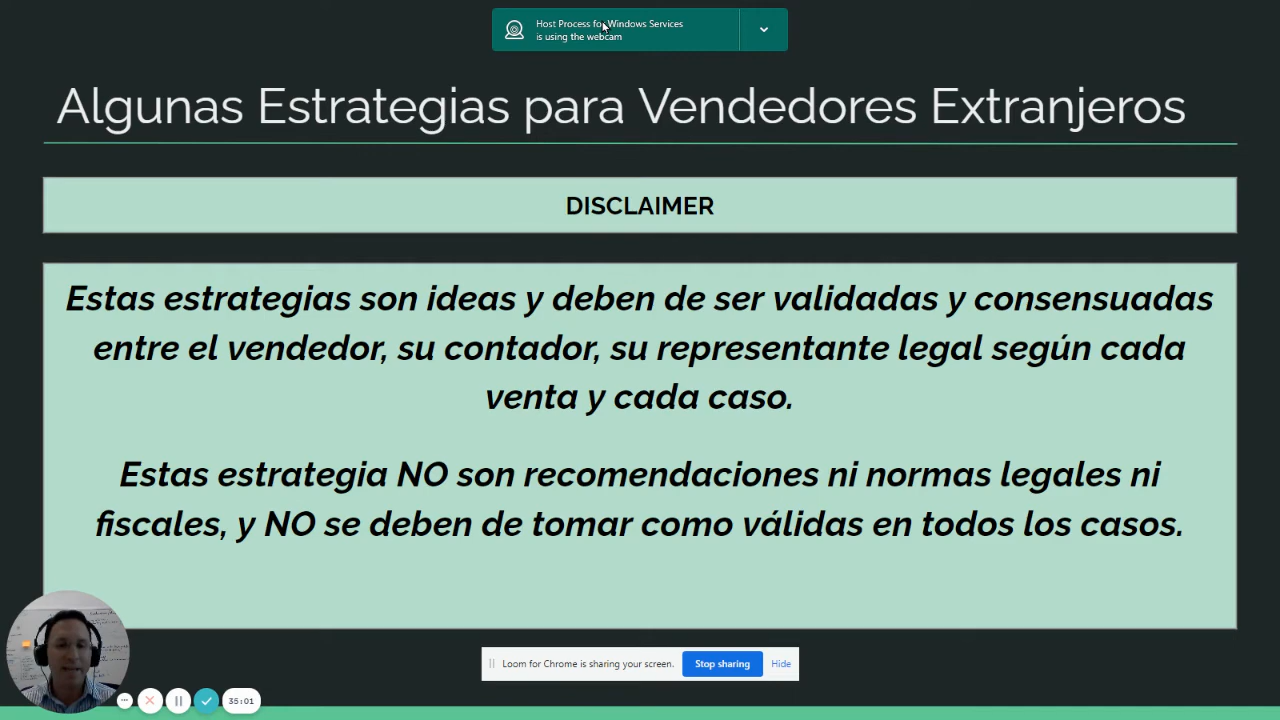 Host Process for Windows Services
is using the webcam
Algunas Estrategias para Vendedores Extranjeros
DISCLAIMER
Estas estrategias son ideas y deben de ser validadas y consensuadas
entre el vendedor, su contador, su representante legal según cada
venta y cada caso.
Estas estrategia NO son recomendaciones ni normas legales ni
fiscales, y NO se deben de tomar como válidas en todos los casos.
Loom for Chrome is sharing your screen. Stop sharing Hide
35:01